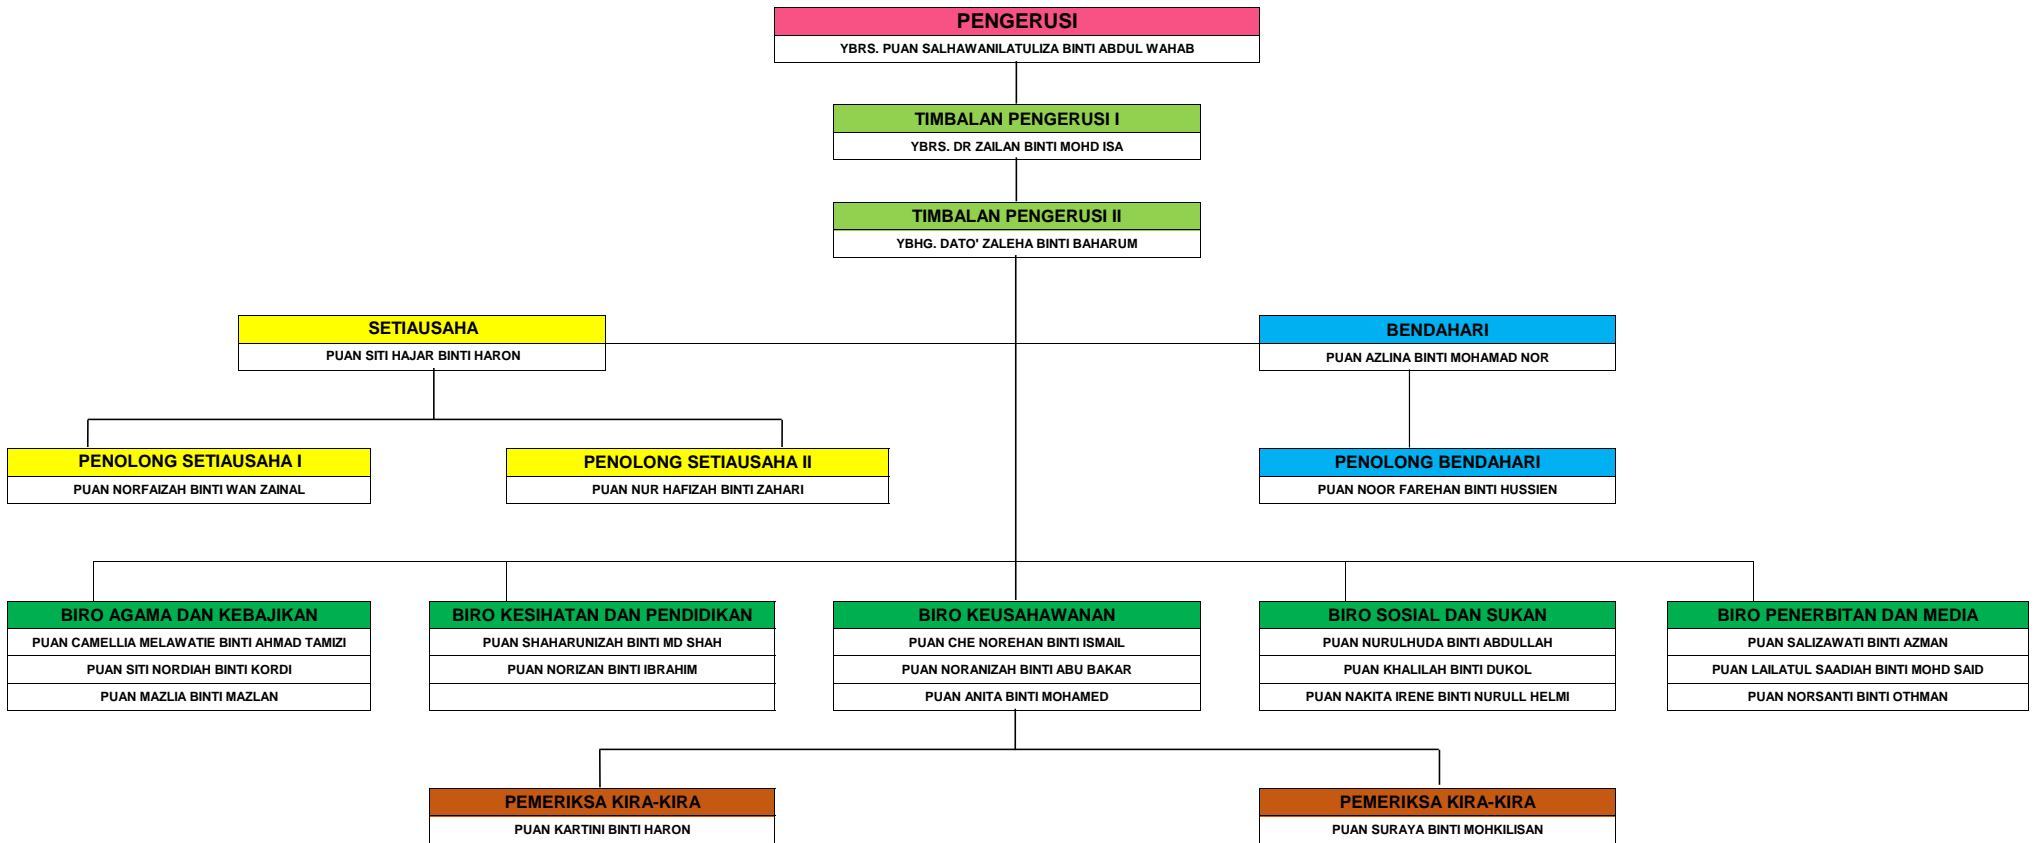 PENGERUSI
YBRS. PUAN SALHAWANILATULIZA BINTI ABDUL WAHAB
TIMBALAN PENGERUSI I
YBRS. DR ZAILAN BINTI MOHD ISA
TIMBALAN PENGERUSI II
YBHG. DATO' ZALEHA BINTI BAHARUM
SETIAUSAHA
PUAN SITI HAJAR BINTI HARON
BENDAHARI
PUAN AZLINA BINTI MOHAMAD NOR
PENOLONG SETIAUSAHA I
PUAN NORFAIZAH BINTI WAN ZAINAL
PENOLONG SETIAUSAHA II
PUAN NUR HAFIZAH BINTI ZAHARI
PENOLONG BENDAHARI
PUAN NOOR FAREHAN BINTI HUSSIEN
BIRO AGAMA DAN KEBAJIKAN
PUAN CAMELLIA MELAWATIE BINTI AHMAD TAMIZI
PUAN SITI NORDIAH BINTI KORDI
PUAN MAZLIA BINTI MAZLAN
BIRO KESIHATAN DAN PENDIDIKAN
PUAN SHAHARUNIZAH BINTI MD SHAH
PUAN NORIZAN BINTI IBRAHIM
BIRO KEUSAHAWANAN
PUAN CHE NOREHAN BINTI ISMAIL
PUAN NORANIZAH BINTI ABU BAKAR
PUAN ANITA BINTI MOHAMED
BIRO SOSIAL DAN SUKAN
PUAN NURULHUDA BINTI ABDULLAH
PUAN KHALILAH BINTI DUKOL
PUAN NAKITA IRENE BINTI NURULL HELMI
BIRO PENERBITAN DAN MEDIA
PUAN SALIZAWATI BINTI AZMAN
PUAN LAILATUL SAADIAH BINTI MOHD SAID
PUAN NORSANTI BINTI OTHMAN
PEMERIKSA KIRA-KIRA
PUAN KARTINI BINTI HARON
PEMERIKSA KIRA-KIRA
PUAN SURAYA BINTI MOHKILISAN